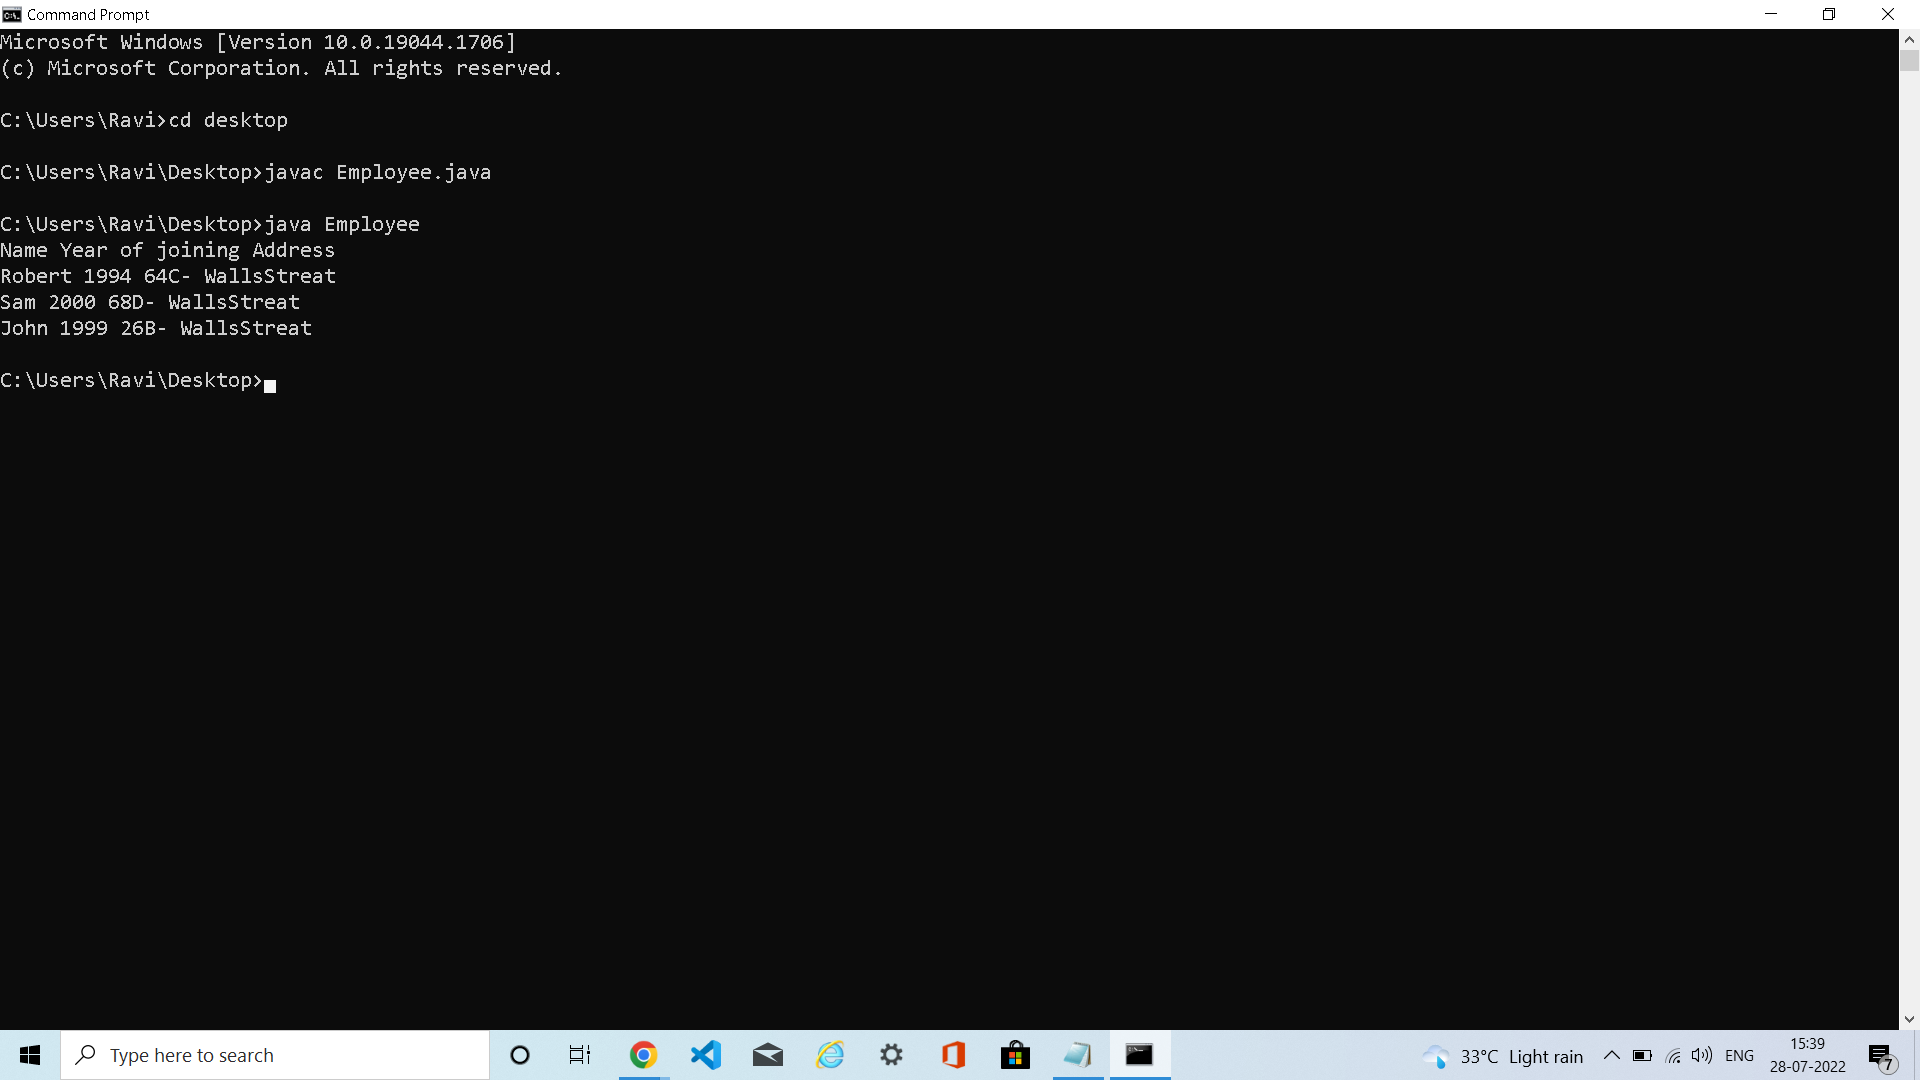 Command Prompt
Microsoft Windows [Version 10.0.19044.1706]
(c) Microsoft Corporation. All rights reserved.
C:\Users\Ravi>cd desktop
C:\Users\Ravi\Desktop>javac Employee.java
C:\Users\Ravi\Desktop>java Employee
Name Year of joining Address
Robert 1994 64C- WallsStreat
Sam 2000 68D- WallsStreat
John 1999 26B- WallsStreat
C:\Users\Ravi\Desktop>
Type here to search
33°C Light rain
ENG
15:39
28-07-2022
7